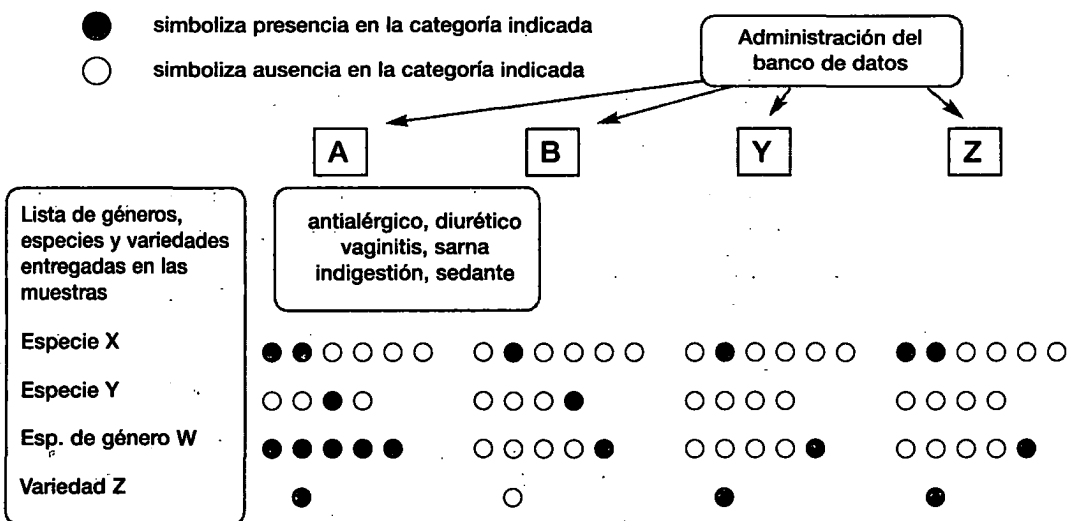 simboliza presencia en la categoría indicada
simboliza ausencia en la categoría indicada
Administración del
banco de datos
A
B
Y
Z
Lista de géneros,
especies y variedades
entregadas en las
muestras
antialérgico, diurético
vaginitis, sarna
indigestión, sedante
Especie X
Especie Y
Esp. de género W
Variedad Z